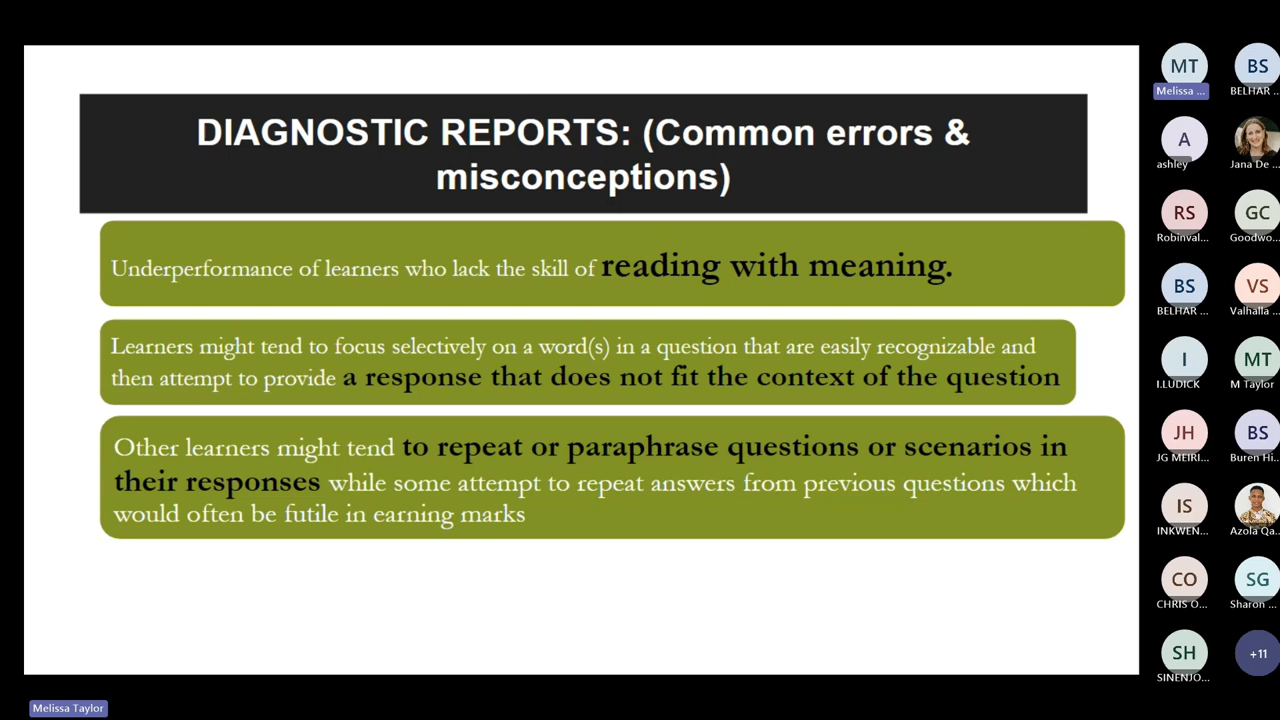 DIAGNOSTIC REPORTS: (Common errors &
misconceptions)
Underperformance of learners who lack the skill of reading with meaning.
Learners might tend to focus selectively on a word(s) in a question that are easily recognizable and
then attempt to provide a response that does not fit the context of the question
Other learners might tend to repeat or paraphrase questions or scenarios in
their responses while some attempt to repeat answers from previous questions which
would often be futile in earning marks
MT
Melissa ...
BS
BELHAR ...
A
ashley
Jana De ...
RS
Robinval...
GC
Goodwo...
BS
BELHAR ...
VS
Valhalla ...
I
I.LUDICK
MT
M Taylor
JH
JG MEIRI...
BS
Buren Hi...
IS
INKWEN...
Azola Qa...
CO
CHRIS O...
SG
Sharon ...
SH
SINENJO...
+11
Melissa Taylor